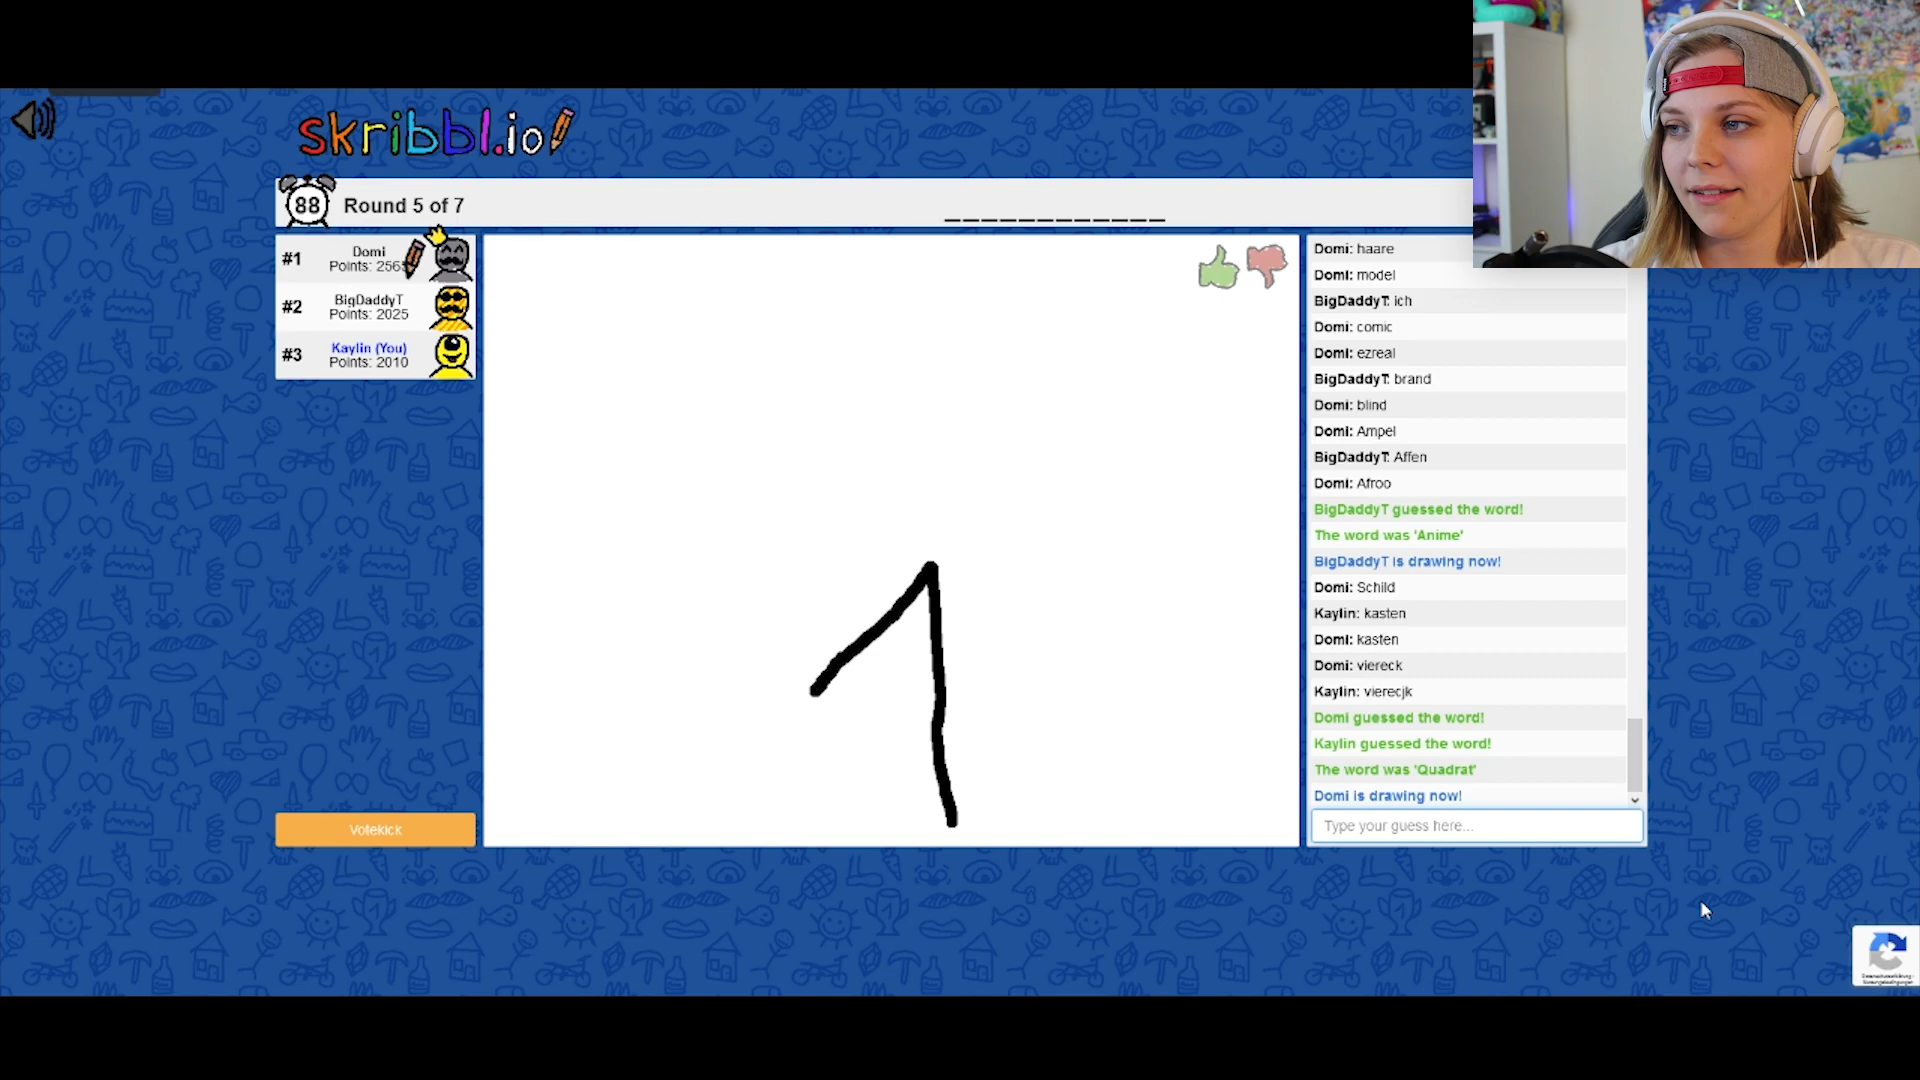 skribbl.io
88
Round 5 of 7
____________
#1
Domi
Points: 256
#2
BigDaddyT
Points: 2025
#3
Kaylin (You)
Points: 2010
Votekick
1
Domi: haare
Domi: model
BigDaddyT: ich
Domi: comic
Domi: ezreal
BigDaddyT: brand
Domi: blind
Domi: Ampel
BigDaddyT: Affen
Domi: Afroo
BigDaddyT guessed the word!
The word was 'Anime'
BigDaddyT is drawing now!
Domi: Schild
Kaylin: kasten
Domi: kasten
Domi: viereck
Kaylin: vierecjk
Domi guessed the word!
Kaylin guessed the word!
The word was 'Quadrat'
Domi is drawing now!
Type your guess here...